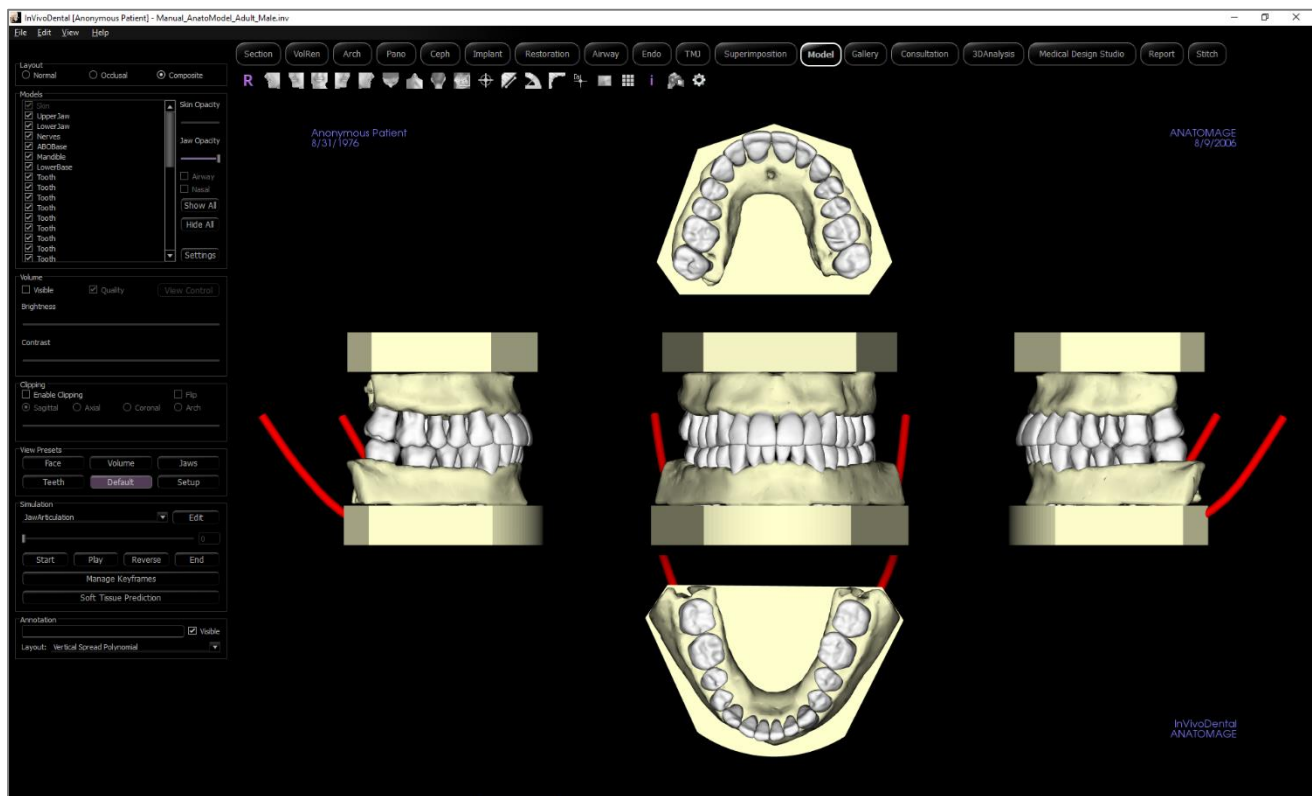 InVivoDental [Anonymous Patient] - Manual_AnatoModel_Adult_Male.inv
File Edit View Help
Section VolRen Arch Pano Ceph Implant Restoration Airway Endo TMJ Superimposition Model Gallery Consultation 3DAnalysis Medical Design Studio Report Stitch
R
i
Layout
Normal Occlusal Composite
Models
Skin
UpperJaw
LowerJaw
Nerves
ABOBase
Mandible
LowerBase
Tooth
Tooth
Tooth
Tooth
Tooth
Tooth
Tooth
Tooth
Tooth
Skin Opacity
Jaw Opacity
Airway
Nasal
Show All
Hide All
Settings
Volume
Visible Quality View Control
Brightness
Contrast
Clipping
Enable Clipping Flip
Sagittal Axial Coronal Arch
View Presets
Face Volume Jaws
Teeth Default Setup
Simulation
JawArticulation Edit
0
Start Play Reverse End
Manage Keyframes
Soft Tissue Prediction
Annotation
Visible
Layout: Vertical Spread Polynomial
Anonymous Patient
8/31/1976
ANATOMAGE
8/9/2006
InVivoDental
ANATOMAGE